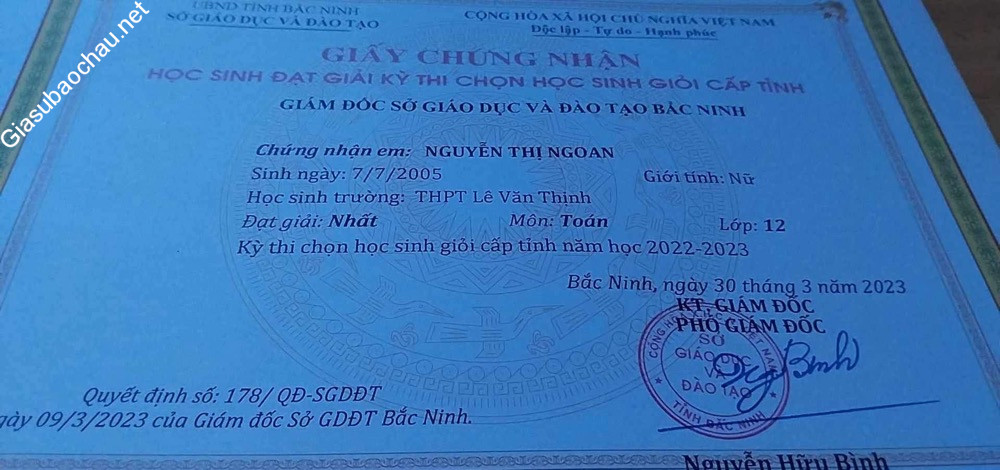 Giasubaochau.net
UBND TỈNH BẮC NINH
SỞ GIÁO DỤC VÀ ĐÀO TẠO
CỘNG HÒA XÃ HỘI CHỦ NGHĨA VIỆT NAM
Độc lập - Tự do - Hạnh phúc
GIẤY CHỨNG NHẬN
HỌC SINH ĐẠT GIẢI KỲ THI CHỌN HỌC SINH GIỎI CẤP TỈNH
GIÁM ĐỐC SỞ GIÁO DỤC VÀ ĐÀO TẠO BẮC NINH
Chứng nhận em: NGUYỄN THỊ NGOAN
Sinh ngày: 7/7/2005 Giới tính: Nữ
Học sinh trường: THPT Lê Văn Thịnh
Đạt giải: Nhất Môn: Toán Lớp: 12
Kỳ thi chọn học sinh giỏi cấp tỉnh năm học 2022-2023
Bắc Ninh, ngày 30 tháng 3 năm 2023
KT GIÁM ĐỐC
PHÓ GIÁM ĐỐC
SỞ
GIÁO DỤC
VÀ
ĐÀO TẠO
TỈNH BẮC NINH
Quyết định số: 178/ QĐ-SGDĐT
gày 09/3/2023 của Giám đốc Sở GDĐT Bắc Ninh.
Nguyễn Hữu Bình